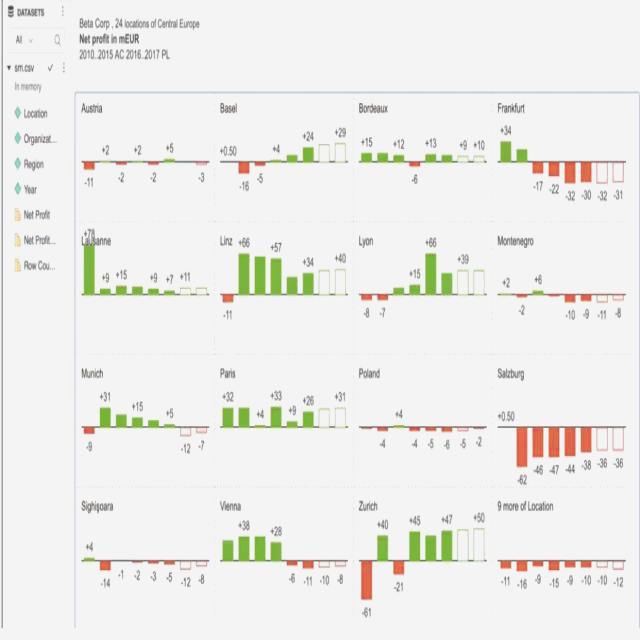 DATASETS
All
sm.csv
In memory
Location
Organizat...
Region
Year
Net Profit
Net Profit...
Row Cou...
Beta Corp , 24 locations of Central Europe
Net profit in mEUR
2010..2015 AC 2016..2017 PL
Austria
+2 +2 +5
-11 -2 -2 -3
Basel
+0.50 +4 +24 +29
-16 -5
Bordeaux
+15 +12 +13 +9 +10
-6
Frankfurt
+34
-17 -22 -32 -30 -32 -31
Lausanne
+78 +9 +15 +9 +7 +11
Linz
+66 +57 +34 +40
-11
Lyon
+15 +66 +39
-8 -7
Montenegro
+2 +6
-2 -10 -9 -11 -8
Munich
+31 +15 +5
-9 -12 -7
Paris
+32 +4 +33 +9 +26 +31
Poland
+4
-4 -4 -5 -6 -5 -2
Salzburg
+0.50
-62 -46 -47 -44 -38 -36 -36
Sighişoara
+4
-14 -1 -2 -3 -5 -12 -8
Vienna
+38 +28
-6 -11 -10 -8
Zurich
+40 +45 +47 +50
-61 -21
9 more of Location
-11 -16 -9 -15 -9 -10 -10 -12